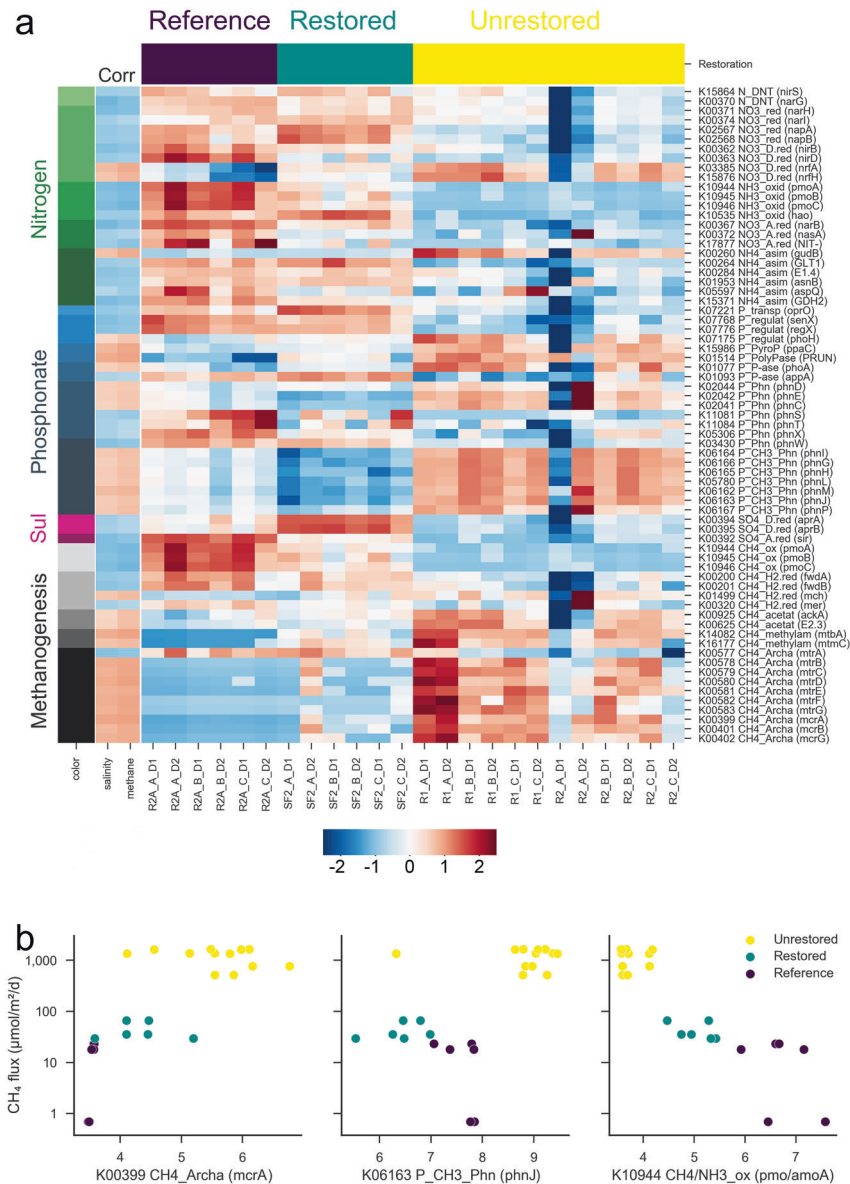 a
Reference Restored Unrestored
Corr
Restoration
Nitrogen
Phosphonate
Sul
Methanogenesis
K15864 N_DNT (nirS)
K00370 N_DNT (narG)
K00371 NO3_red (narH)
K00374 NO3_red (narI)
K02567 NO3_red (napA)
K02568 NO3_red (napB)
K00362 NO3_D.red (nirB)
K00363 NO3_D.red (nirD)
K03385 NO3_D.red (nrfA)
K15876 NO3_D.red (nrfH)
K10944 NH3_oxid (pmoA)
K10945 NH3_oxid (pmoB)
K10946 NH3_oxid (pmoC)
K10535 NH3_oxid (hao)
K00367 NO3_A.red (narB)
K00372 NO3_A.red (nasA)
K17877 NO3_A.red (NIT-)
K00260 NH4_asim (gudB)
K00264 NH4_asim (GLT1)
K00284 NH4_asim (E1.4)
K01953 NH4_asim (asnB)
K05597 NH4_asim (aspQ)
K15371 NH4_asim (GDH2)
K07221 P_transp (oprO)
K07768 P_regulat (senX)
K07776 P_regulat (regX)
K07175 P_regulat (phoH)
K15986 P_PyroP (ppaC)
K01514 P_PolyPase (PRUN)
K01077 P_P-ase (phoA)
K01093 P_P-ase (appA)
K02044 P_Phn (phnD)
K02042 P_Phn (phnE)
K02041 P_Phn (phnC)
K11081 P_Phn (phnS)
K11084 P_Phn (phnT)
K05306 P_Phn (phnX)
K03430 P_Phn (phnW)
K06164 P_CH3_Phn (phnI)
K06166 P_CH3_Phn (phnG)
K06165 P_CH3_Phn (phnH)
K05780 P_CH3_Phn (phnL)
K06162 P_CH3_Phn (phnM)
K06163 P_CH3_Phn (phnJ)
K06167 P_CH3_Phn (phnP)
K00394 SO4_D.red (aprA)
K00395 SO4_D.red (aprB)
K00392 SO4_A.red (sir)
K10944 CH4_ox (pmoA)
K10945 CH4_ox (pmoB)
K10946 CH4_ox (pmoC)
K00200 CH4_H2.red (fwdA)
K00201 CH4_H2.red (fwdB)
K01499 CH4_H2.red (mch)
K00320 CH4_H2.red (mer)
K00925 CH4_acetat (ackA)
K00625 CH4_acetat (E2.3)
K14082 CH4_methylam (mtbA)
K16177 CH4_methylam (mtmC)
K00577 CH4_Archa (mtrA)
K00578 CH4_Archa (mtrB)
K00579 CH4_Archa (mtrC)
K00580 CH4_Archa (mtrD)
K00581 CH4_Archa (mtrE)
K00582 CH4_Archa (mtrF)
K00583 CH4_Archa (mtrG)
K00399 CH4_Archa (mcrA)
K00401 CH4_Archa (mcrB)
K00402 CH4_Archa (mcrG)
color
salinity
methane
R2A_A_D1
R2A_A_D2
R2A_B_D1
R2A_B_D2
R2A_C_D1
R2A_C_D2
SF2_A_D1
SF2_A_D2
SF2_B_D1
SF2_B_D2
SF2_C_D1
SF2_C_D2
R1_A_D1
R1_A_D2
R1_B_D1
R1_B_D2
R1_C_D1
R1_C_D2
R2_A_D1
R2_A_D2
R2_B_D1
R2_B_D2
R2_C_D1
R2_C_D2
-2 -1 0 1 2
b
CH₄ flux (μmol/m²/d)
1,000
100
10
1
Unrestored
Restored
Reference
4 5 6
6 7 8 9
4 5 6 7
K00399 CH4_Archa (mcrA)
K06163 P_CH3_Phn (phnJ)
K10944 CH4/NH3_ox (pmo/amoA)